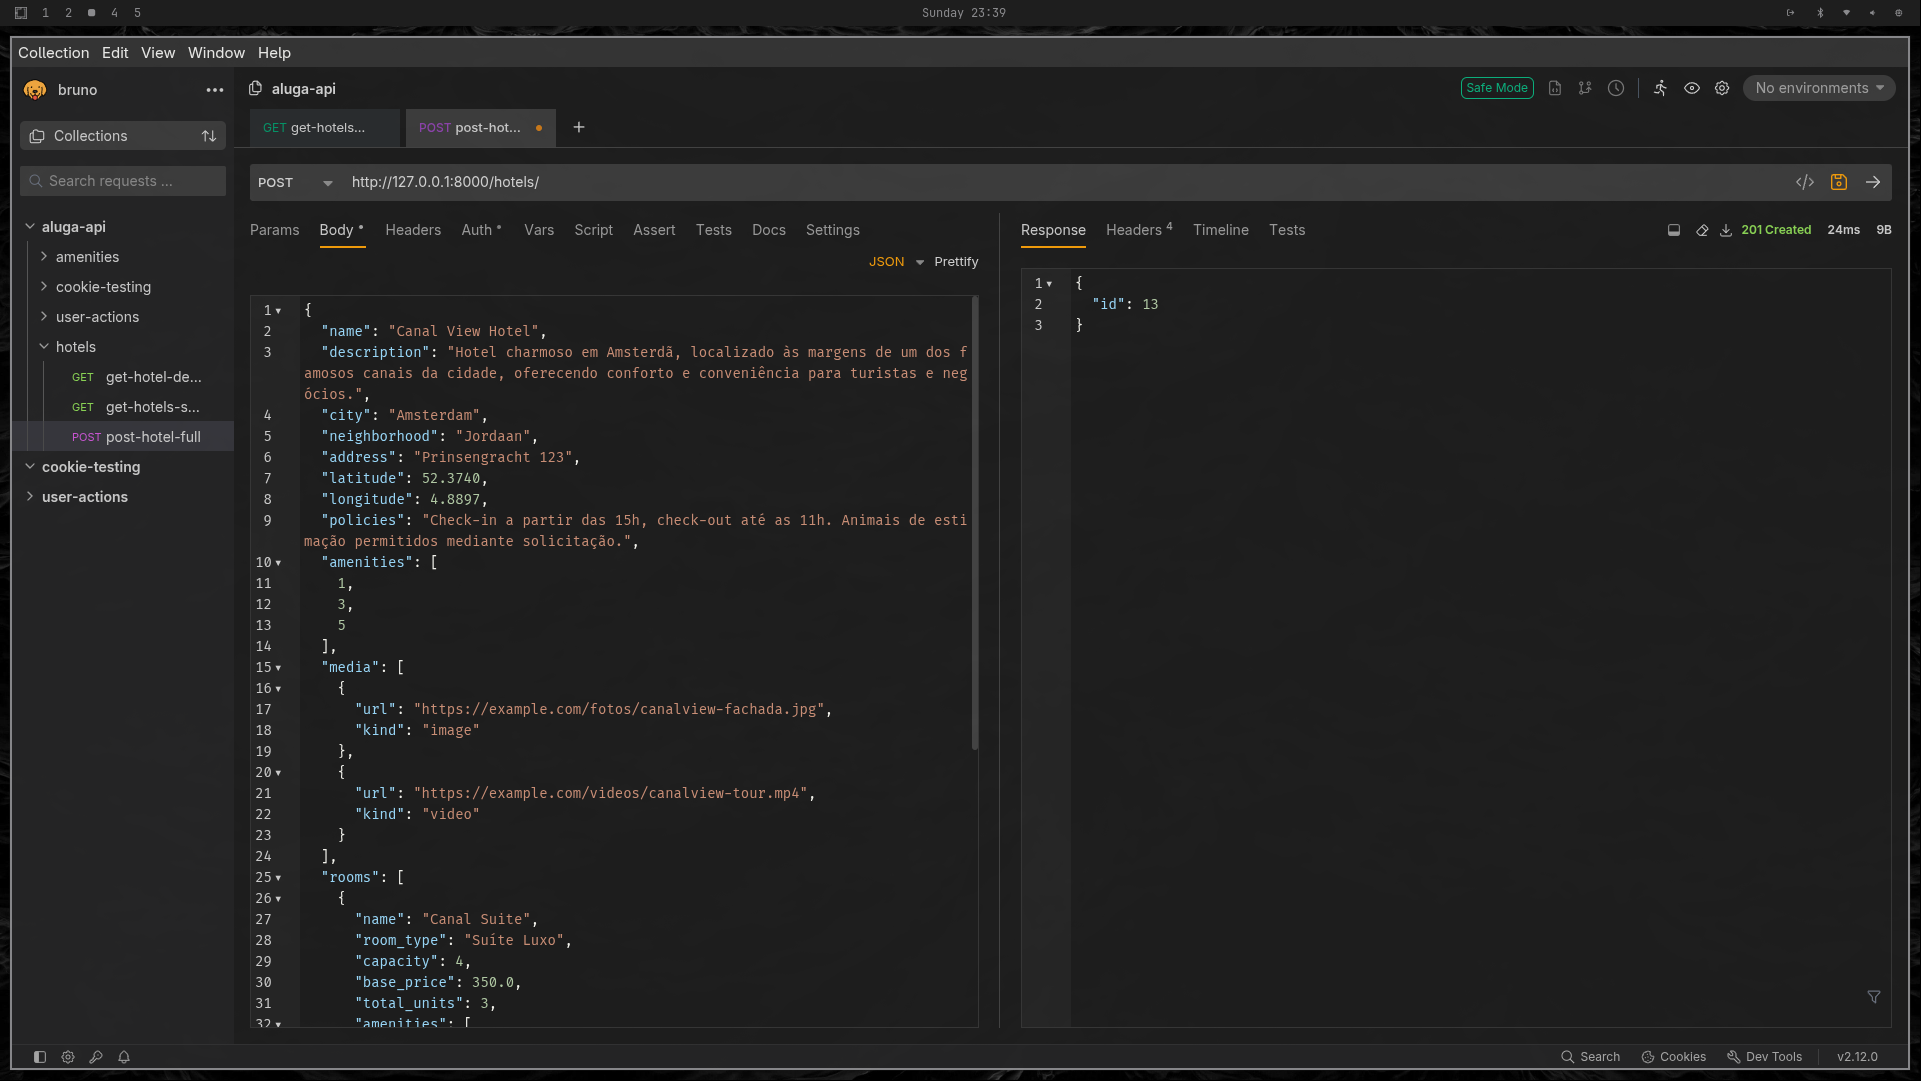 1 2 4 5
Sunday 23:39
Collection Edit View Window Help
bruno
aluga-api
Safe Mode
No environments
Collections
GET get-hotels...
POST post-hot...
Search requests ...
POST
http://127.0.0.1:8000/hotels/
aluga-api
amenities
cookie-testing
user-actions
hotels
GET get-hotel-de...
GET get-hotels-s...
POST post-hotel-full
cookie-testing
user-actions
Params Body Headers Auth Vars Script Assert Tests Docs Settings
JSON Prettify
1 {
2 "name": "Canal View Hotel",
3 "description": "Hotel charmoso em Amsterdã, localizado às margens de um dos f
amosos canais da cidade, oferecendo conforto e conveniência para turistas e neg
ócios.",
4 "city": "Amsterdam",
5 "neighborhood": "Jordaan",
6 "address": "Prinsengracht 123",
7 "latitude": 52.3740,
8 "longitude": 4.8897,
9 "policies": "Check-in a partir das 15h, check-out até as 11h. Animais de esti
mação permitidos mediante solicitação.",
10 "amenities": [
11 1,
12 3,
13 5
14 ],
15 "media": [
16 {
17 "url": "https://example.com/fotos/canalview-fachada.jpg",
18 "kind": "image"
19 },
20 {
21 "url": "https://example.com/videos/canalview-tour.mp4",
22 "kind": "video"
23 }
24 ],
25 "rooms": [
26 {
27 "name": "Canal Suite",
28 "room_type": "Suíte Luxo",
29 "capacity": 4,
30 "base_price": 350.0,
31 "total_units": 3,
32 "amenities": [
Response Headers 4 Timeline Tests
201 Created 24ms 9B
1 {
2 "id": 13
3 }
Search Cookies Dev Tools v2.12.0